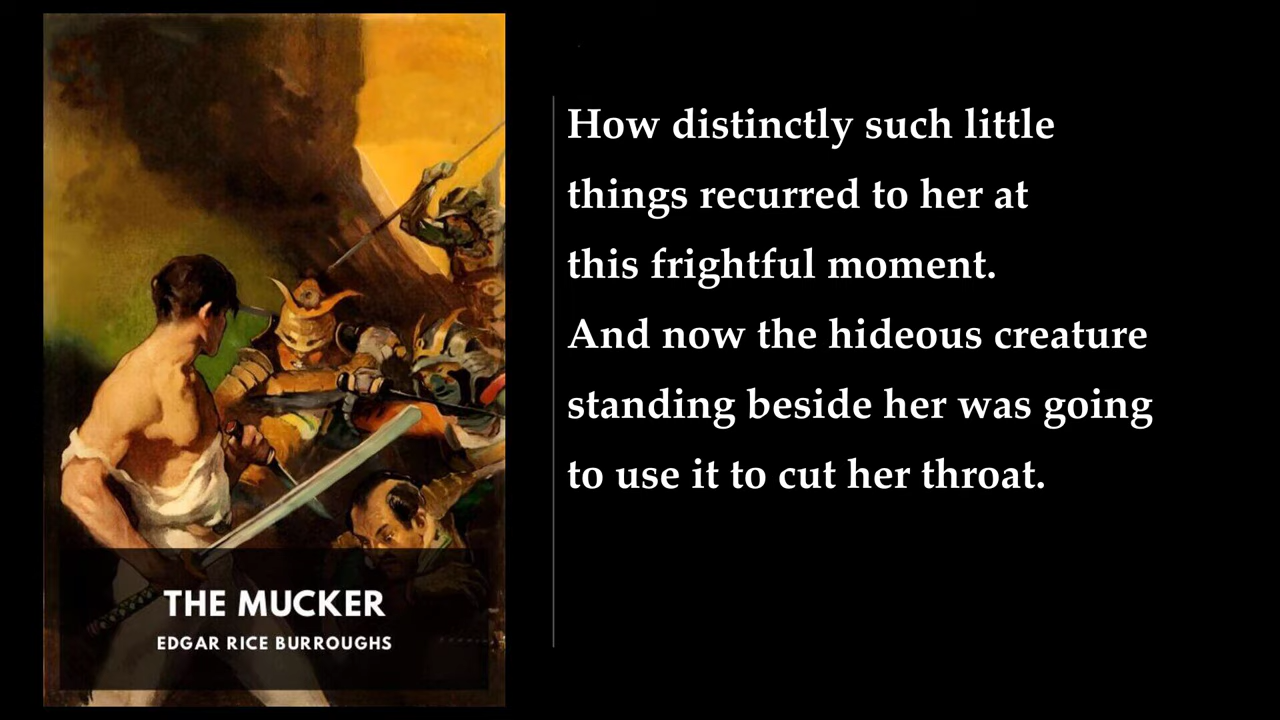 THE MUCKER
EDGAR RICE BURROUGHS
How distinctly such little
things recurred to her at
this frightful moment.
And now the hideous creature
standing beside her was going
to use it to cut her throat.